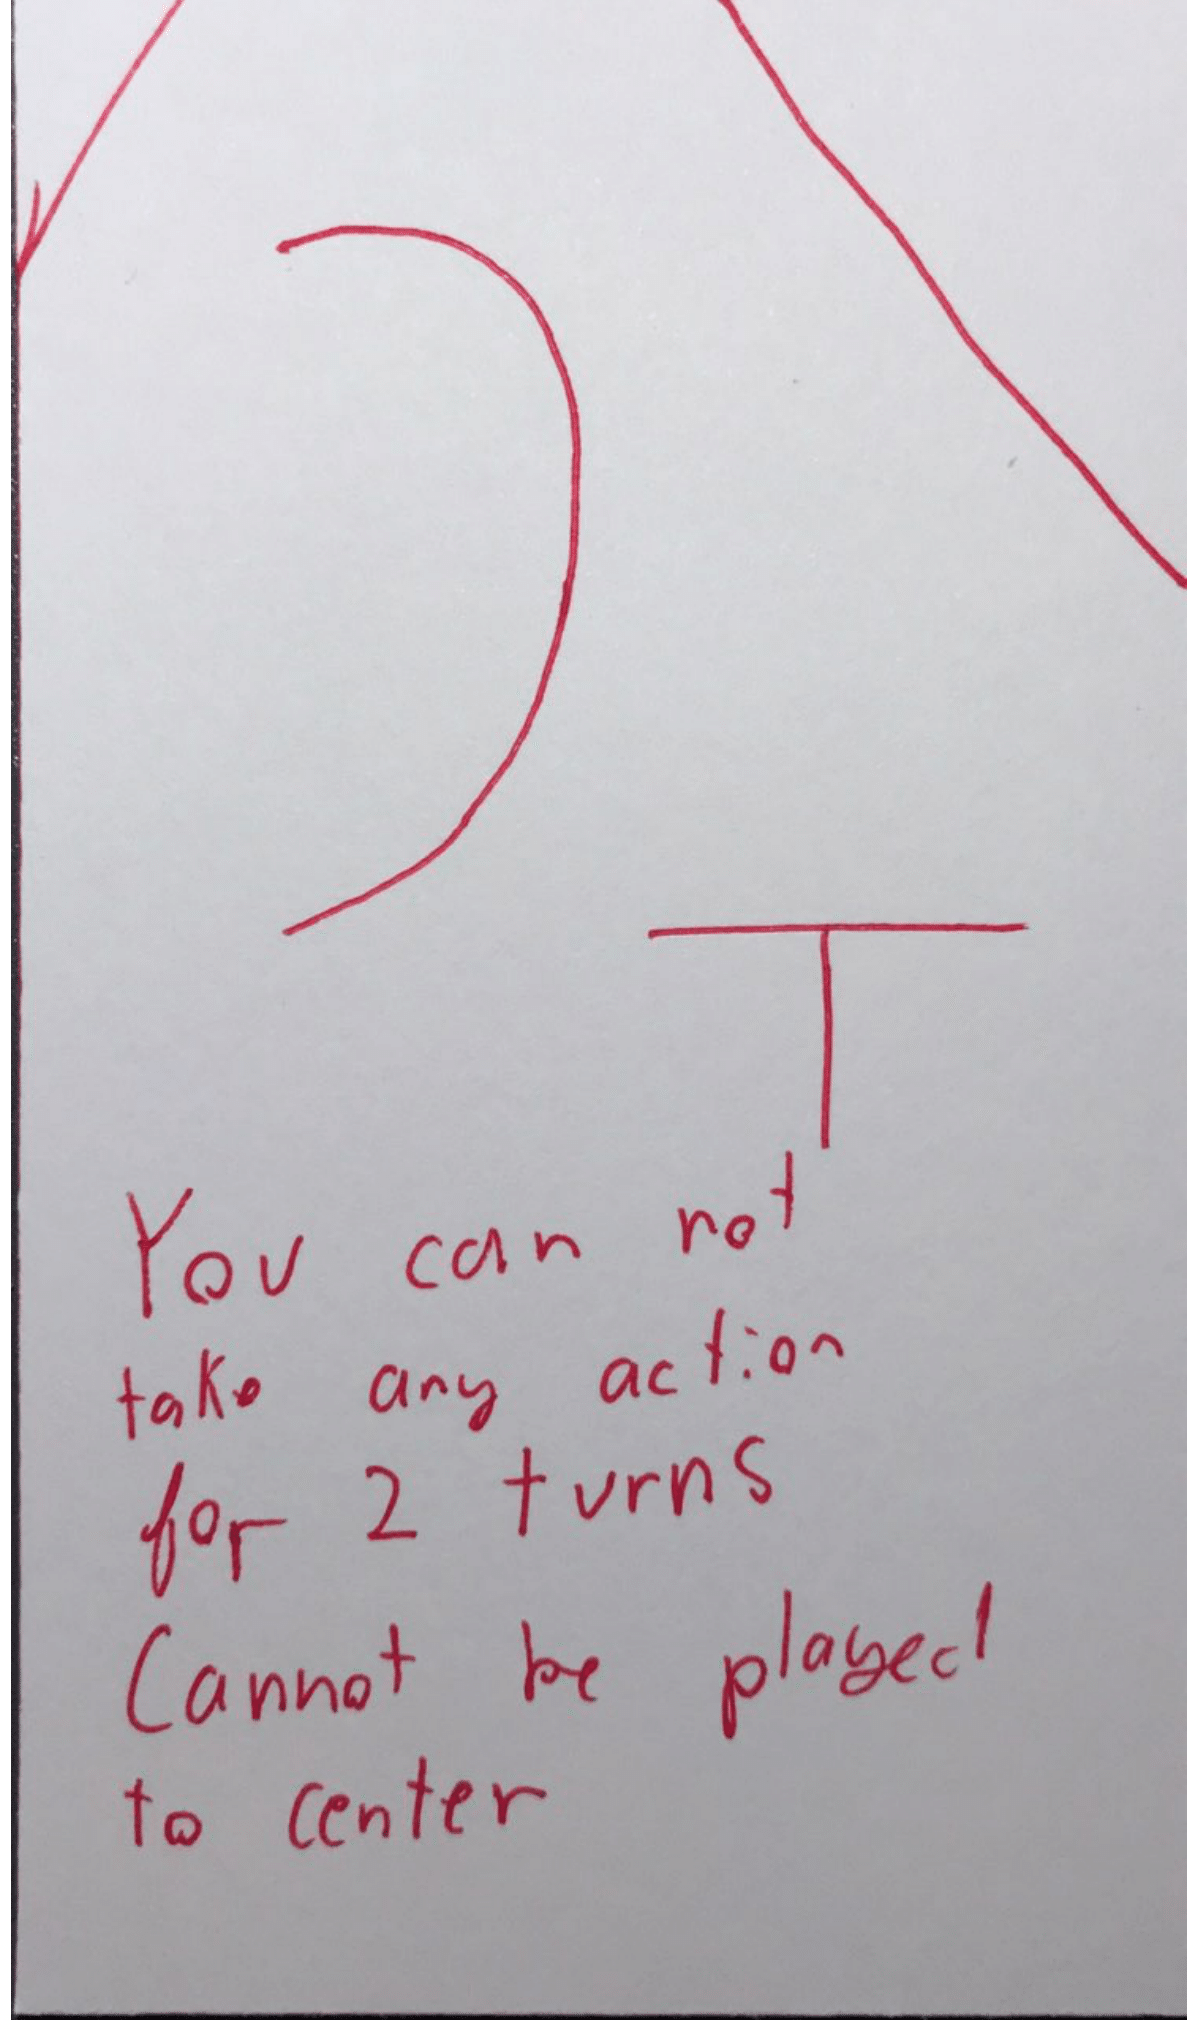 You can not
take any action
for 2 turns
Cannot be played
to center